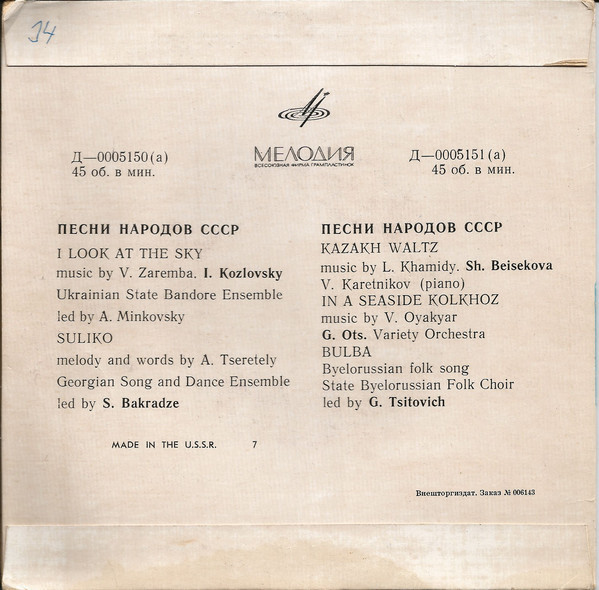 34
Д—0005150(а)
45 об. в мин.
МЕЛОДИЯ
ВСЕСОЮЗНАЯ ФИРМА ГРАМПЛАСТИНОК
Д—0005151(а)
45 об. в мин.
ПЕСНИ НАРОДОВ СССР
I LOOK AT THE SKY
music by V. Zaremba. I. Kozlovsky
Ukrainian State Bandore Ensemble
led by A. Minkovsky
SULIKO
melody and words by A. Tseretely
Georgian Song and Dance Ensemble
led by S. Bakradze
ПЕСНИ НАРОДОВ СССР
KAZAKH WALTZ
music by L. Khamidy. Sh. Beisekova
V. Karetnikov (piano)
IN A SEASIDE KOLKHOZ
music by V. Oyakyar
G. Ots. Variety Orchestra
BULBA
Byelorussian folk song
State Byelorussian Folk Choir
led by G. Tsitovich
MADE IN THE U.S.S.R. 7
Внешторгиздат. Заказ № 006143